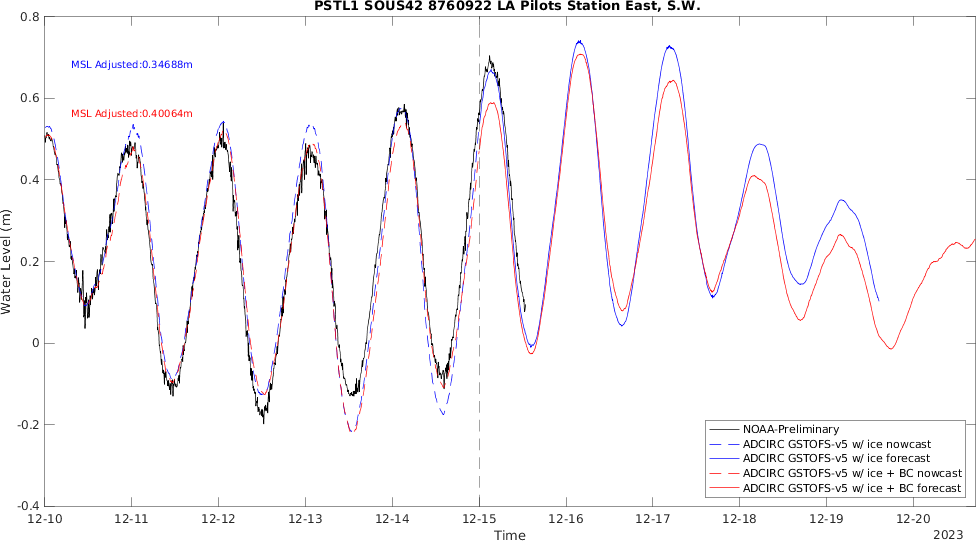 PSTL1 SOUS42 8760922 LA Pilots Station East, S.W.
0.8
MSL Adjusted:0.34688m
0.6
MSL Adjusted:0.40064m
0.4
0.2
0
-0.2
-0.4
Water Level (m)
NOAA-Preliminary
ADCIRC GSTOFS-v5 w/ ice nowcast
ADCIRC GSTOFS-v5 w/ ice forecast
ADCIRC GSTOFS-v5 w/ ice + BC nowcast
ADCIRC GSTOFS-v5 w/ ice + BC forecast
12-10 12-11 12-12 12-13 12-14 12-15 12-16 12-17 12-18 12-19 12-20
Time
2023